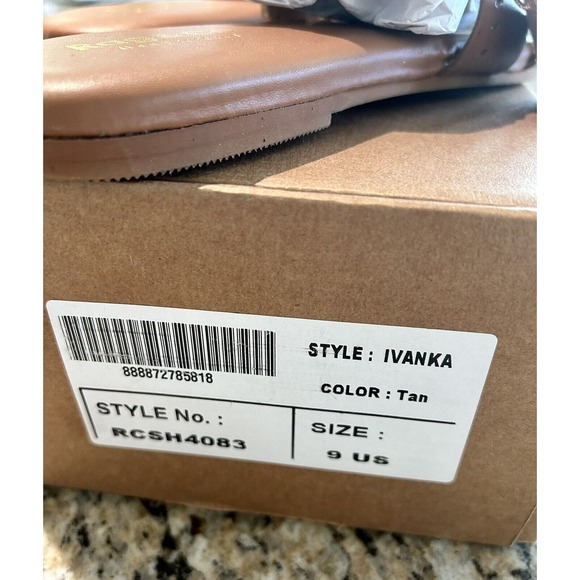 888872785818
STYLE : IVANKA
COLOR : Tan
STYLE No. :
RCSH4083
SIZE :
9 US